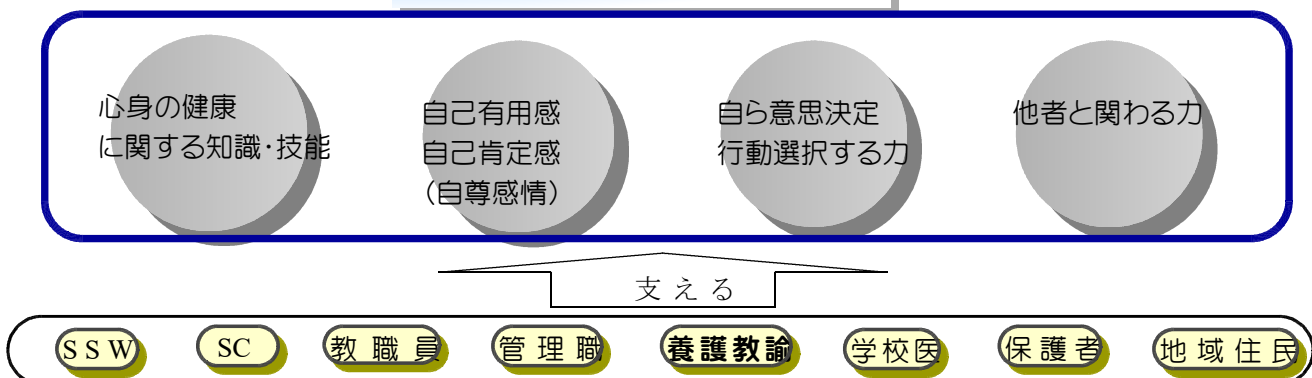 心身の健康
に関する知識・技能
自己有用感
自己肯定感
（自尊感情）
自ら意思決定
行動選択する力
他者と関わる力
支える
SSW
SC
教職員
管理職
養護教諭
学校医
保護者
地域住民